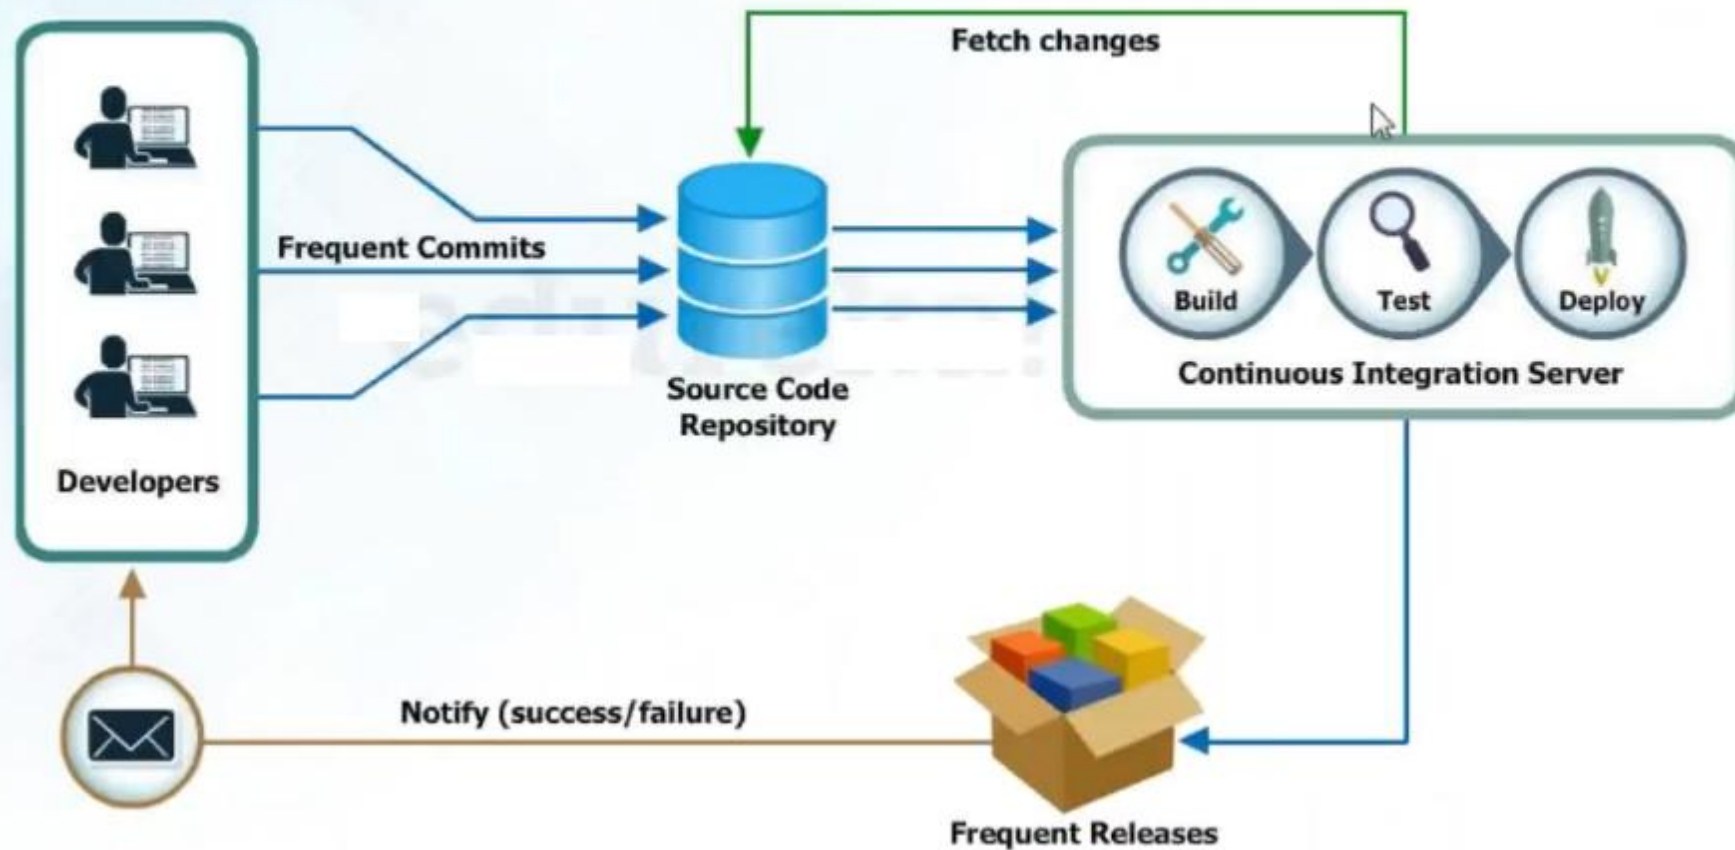 Fetch changes
Frequent Commits
Build
Test
Deploy
Continuous Integration Server
Source Code
Repository
Developers
Notify (success/failure)
Frequent Releases